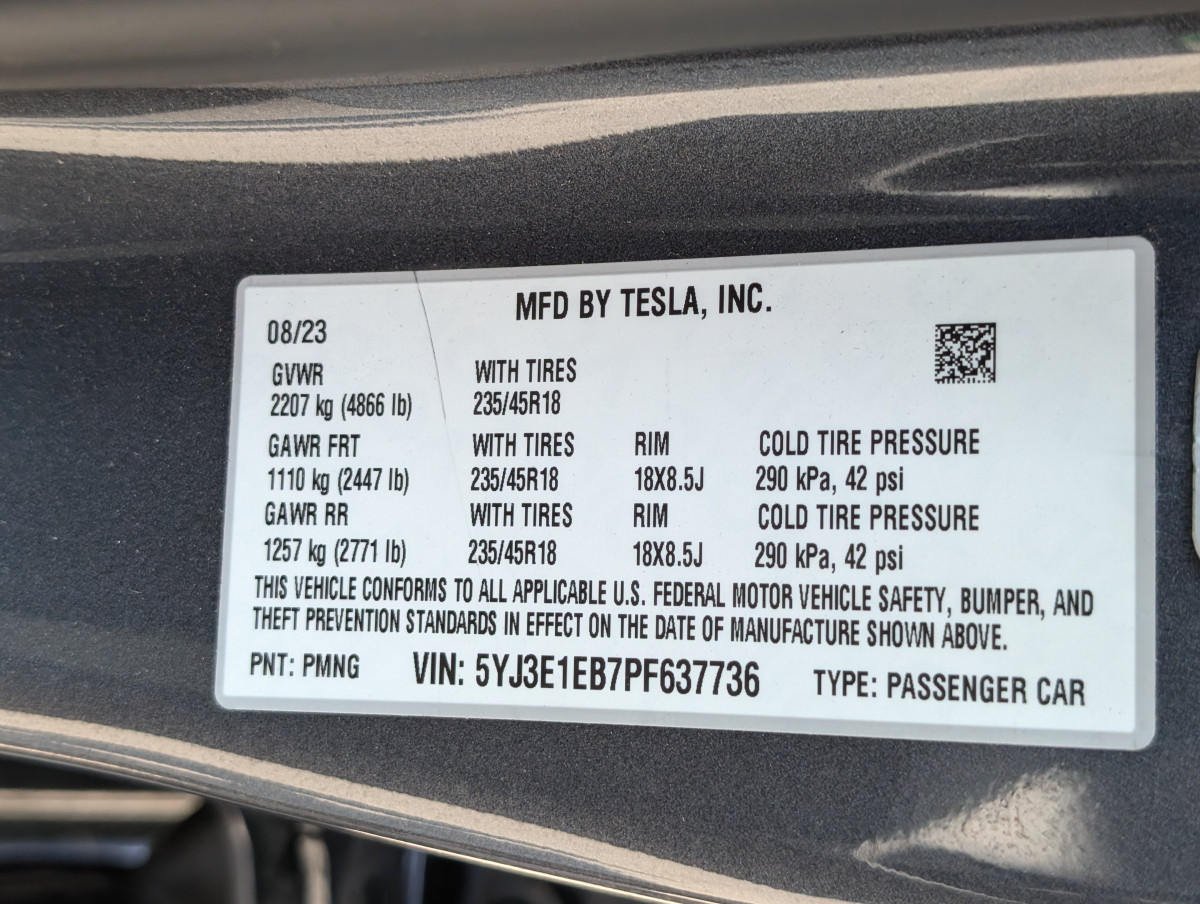 MFD BY TESLA, INC.
08/23
GVWR WITH TIRES
2207 kg (4866 lb) 235/45R18
GAWR FRT WITH TIRES RIM COLD TIRE PRESSURE
1110 kg (2447 lb) 235/45R18 18X8.5J 290 kPa, 42 psi
GAWR RR WITH TIRES RIM COLD TIRE PRESSURE
1257 kg (2771 lb) 235/45R18 18X8.5J 290 kPa, 42 psi
THIS VEHICLE CONFORMS TO ALL APPLICABLE U.S. FEDERAL MOTOR VEHICLE SAFETY, BUMPER, AND
THEFT PREVENTION STANDARDS IN EFFECT ON THE DATE OF MANUFACTURE SHOWN ABOVE.
PNT: PMNG VIN: 5YJ3E1EB7PF637736 TYPE: PASSENGER CAR